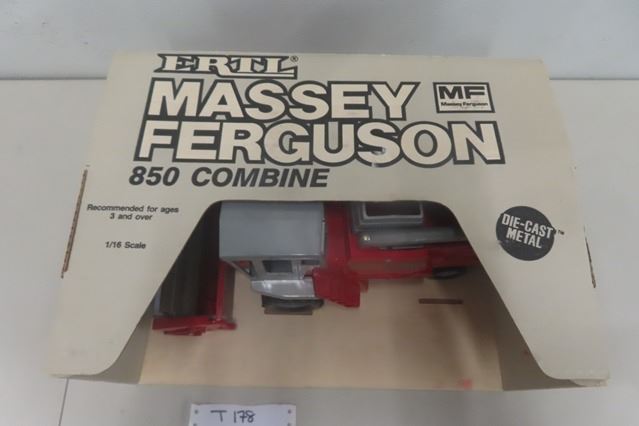 ERTL®
MASSEY
FERGUSON
MF
Massey Ferguson
850 COMBINE
Recommended for ages
3 and over
1/16 Scale
DIE-CAST
METAL
T 178